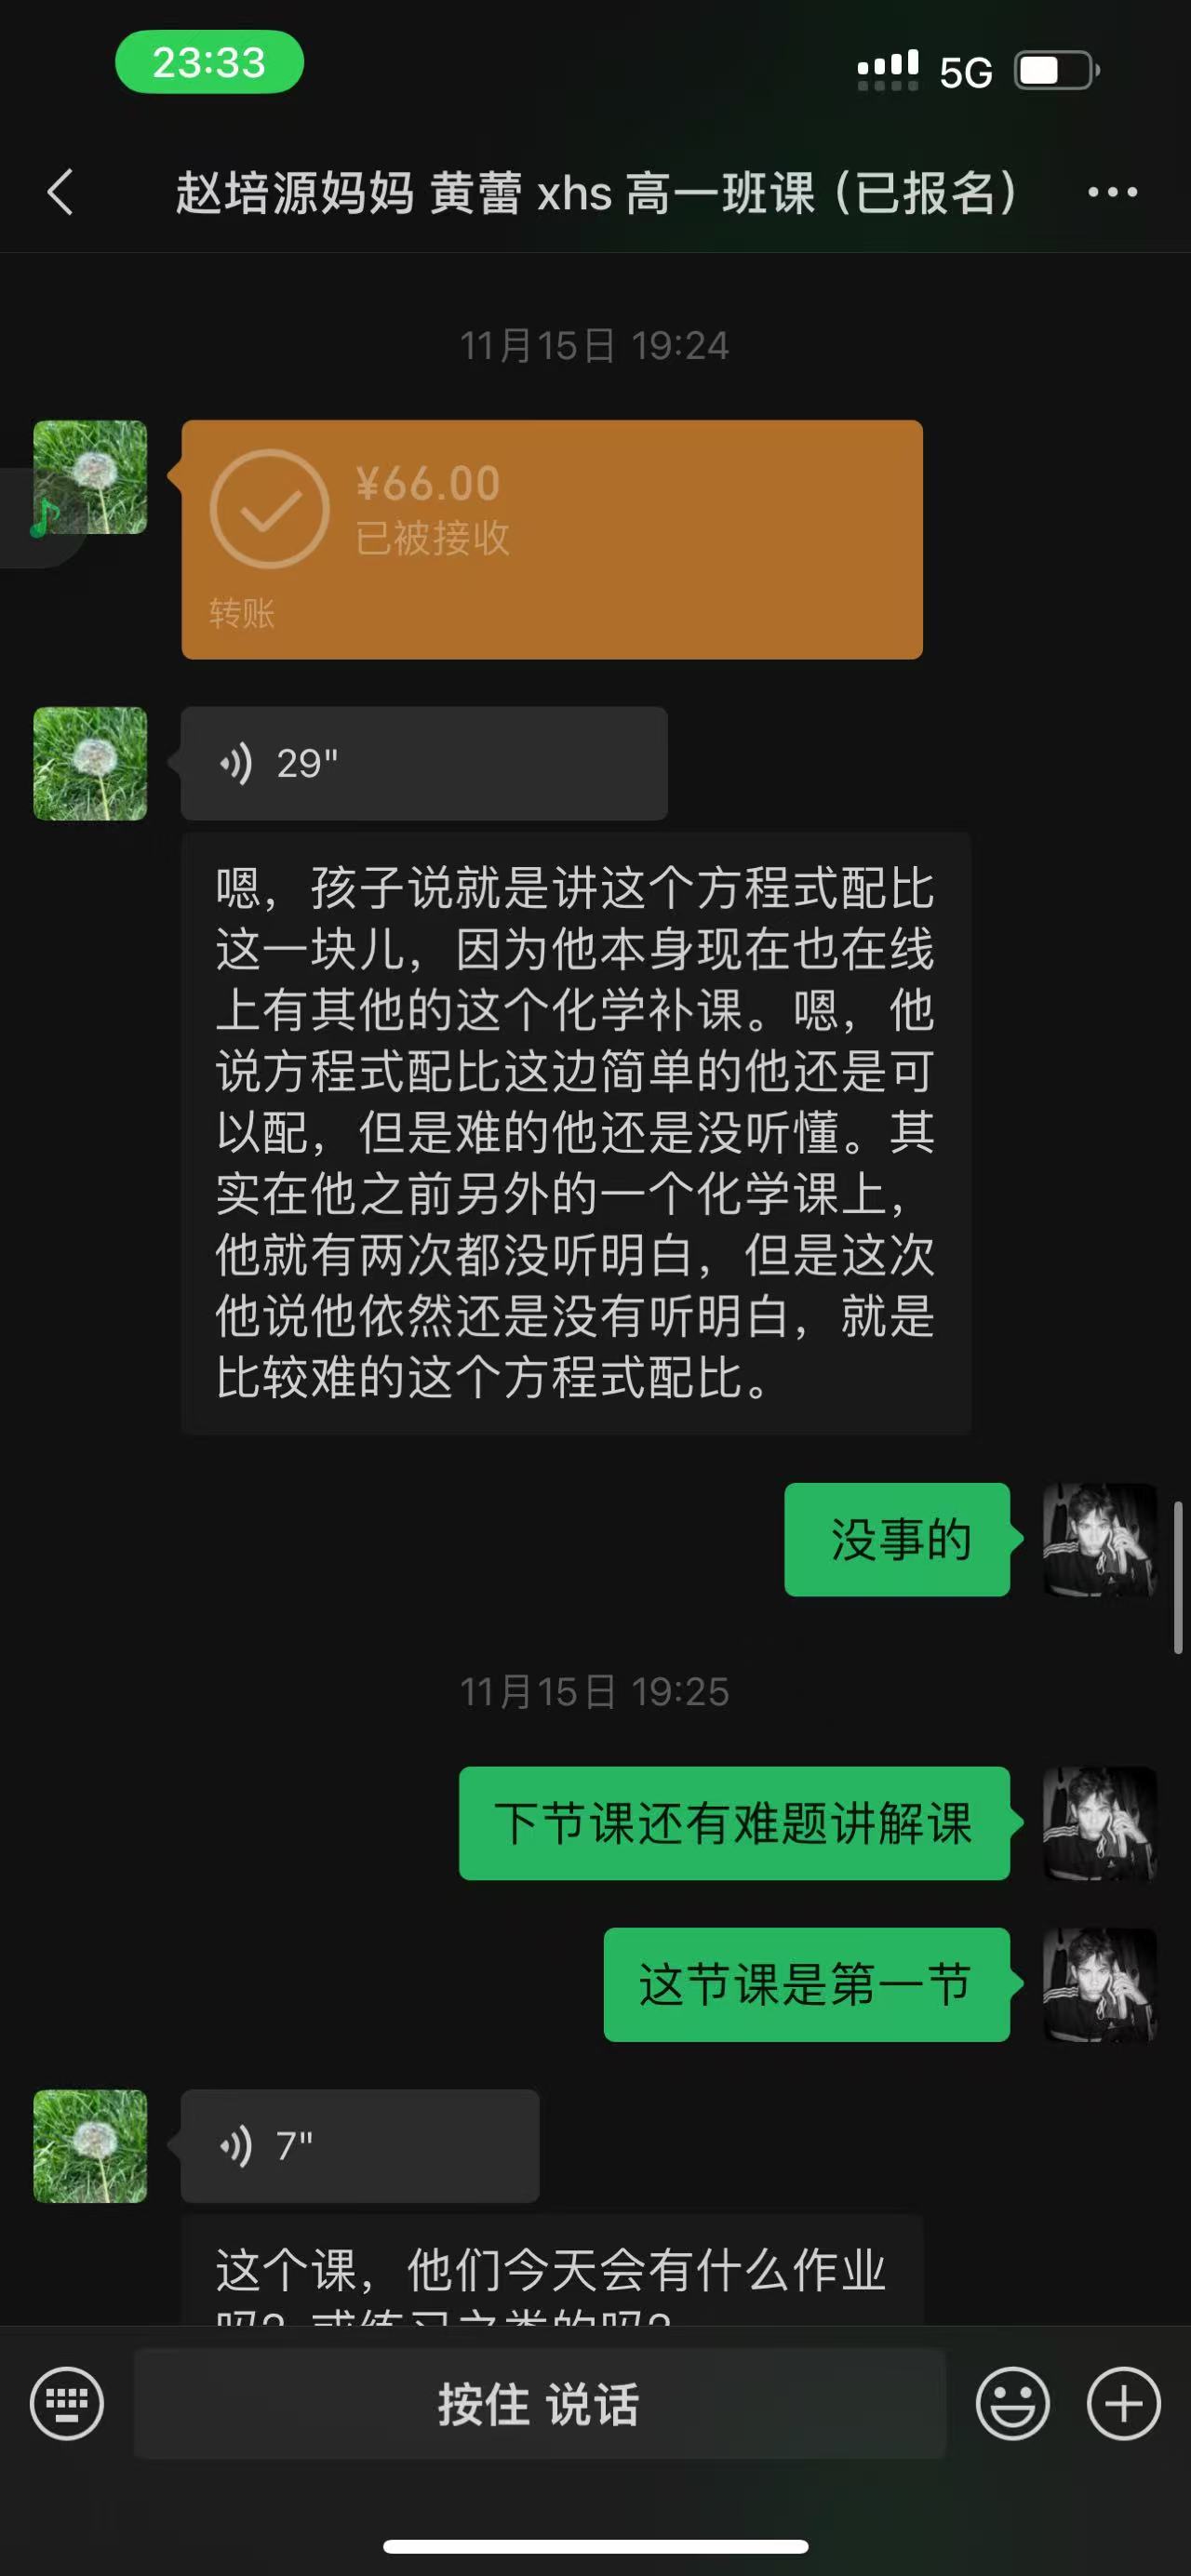 23:33
5G
赵培源妈妈 黄蕾 xhs 高一班课（已报名）
11月15日 19:24
¥66.00
已被接收
转账
29"
嗯，孩子说就是讲这个方程式配比
这一块儿，因为他本身现在也在线
上有其他的这个化学补课。嗯，他
说方程式配比这边简单的他还是可
以配，但是难的他还是没听懂。其
实在他之前另外的一个化学课上，
他就有两次都没听明白，但是这次
他说他依然还是没有听明白，就是
比较难的这个方程式配比。
没事的
11月15日 19:25
下节课还有难题讲解课
这节课是第一节
7"
这个课，他们今天会有什么作业
吗？或练习之类的吗？
按住 说话